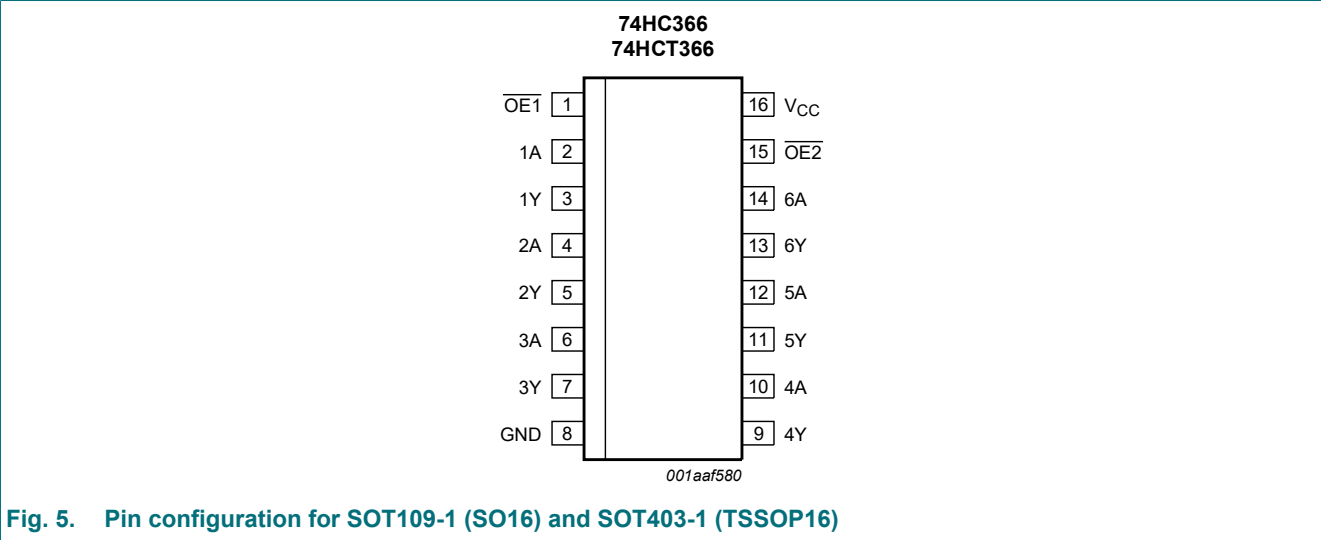 74HC366
74HCT366
O̅E̅1̅ 1
1A 2
1Y 3
2A 4
2Y 5
3A 6
3Y 7
GND 8
16 VCC
15 O̅E̅2̅
14 6A
13 6Y
12 5A
11 5Y
10 4A
9 4Y
001aaf580
Fig. 5. Pin configuration for SOT109-1 (SO16) and SOT403-1 (TSSOP16)